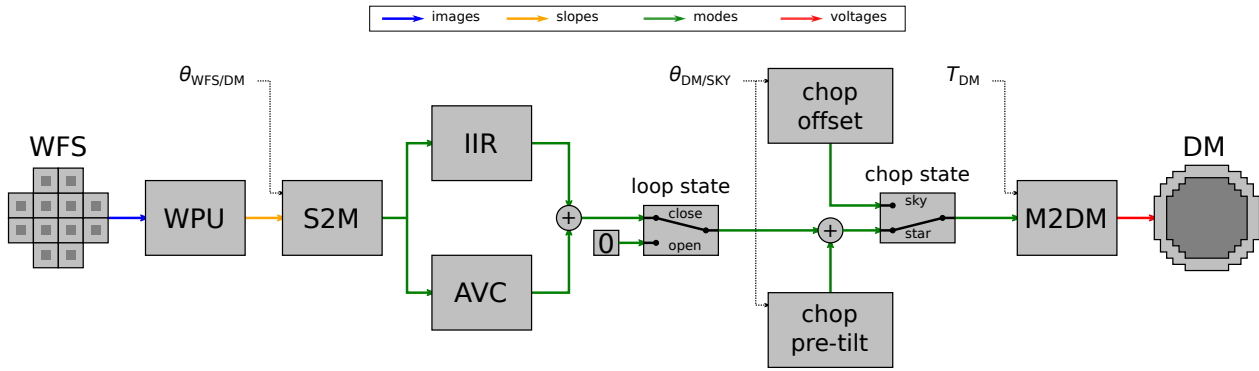 images
slopes
modes
voltages
θWFS/DM
θDM/SKY
TDM
chop
offset
WFS
IIR
loop state
chop state
DM
WPU
S2M
+
close
0
open
+
sky
star
M2DM
AVC
chop
pre-tilt